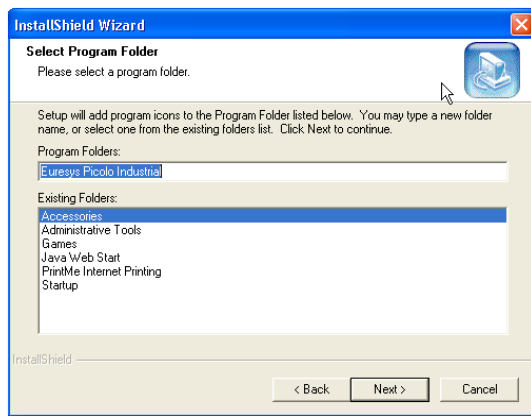 InstallShield Wizard
Select Program Folder
Please select a program folder.
Setup will add program icons to the Program Folder listed below. You may type a new folder
name, or select one from the existing folders list. Click Next to continue.
Program Folders:
Euresys Picolo Industrial
Existing Folders:
Accessories
Administrative Tools
Games
Java Web Start
PrintMe Internet Printing
Startup
InstallShield
< Back
Next >
Cancel